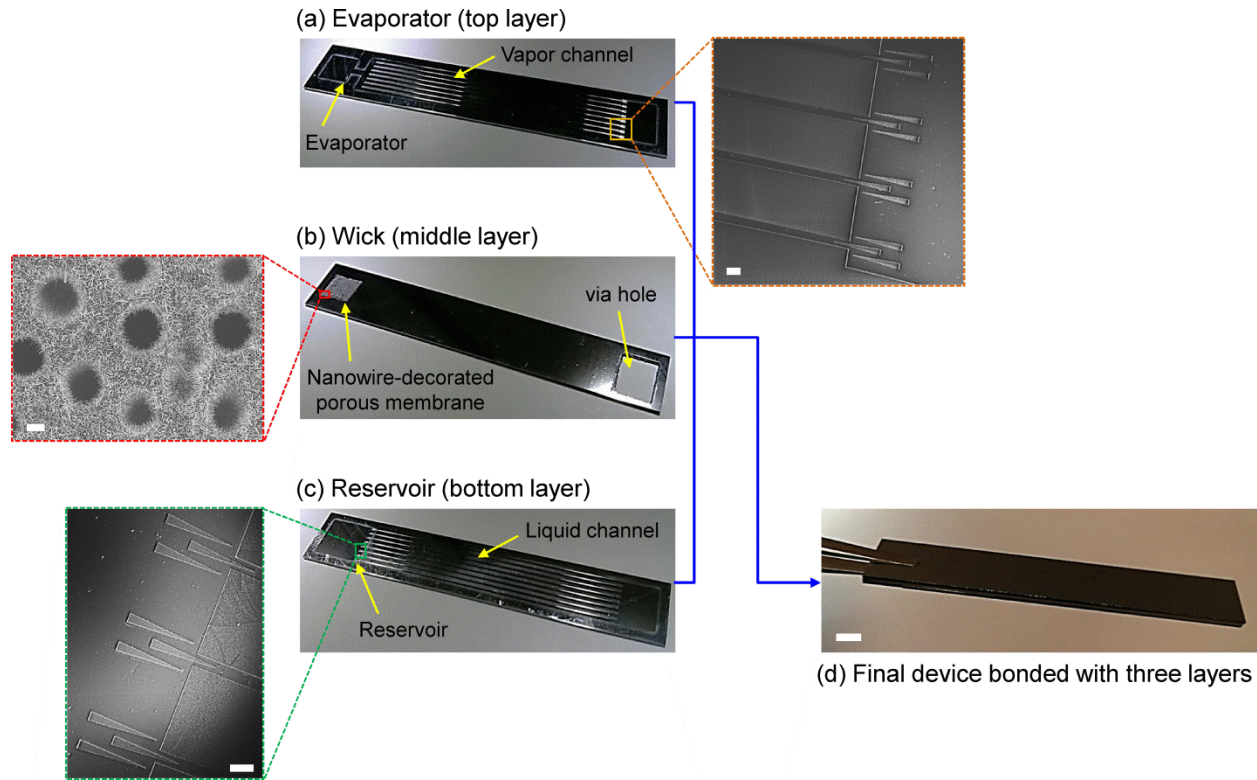 (a) Evaporator (top layer)
Vapor channel
Evaporator
(b) Wick (middle layer)
via hole
Nanowire-decorated
porous membrane
(c) Reservoir (bottom layer)
Liquid channel
Reservoir
(d) Final device bonded with three layers